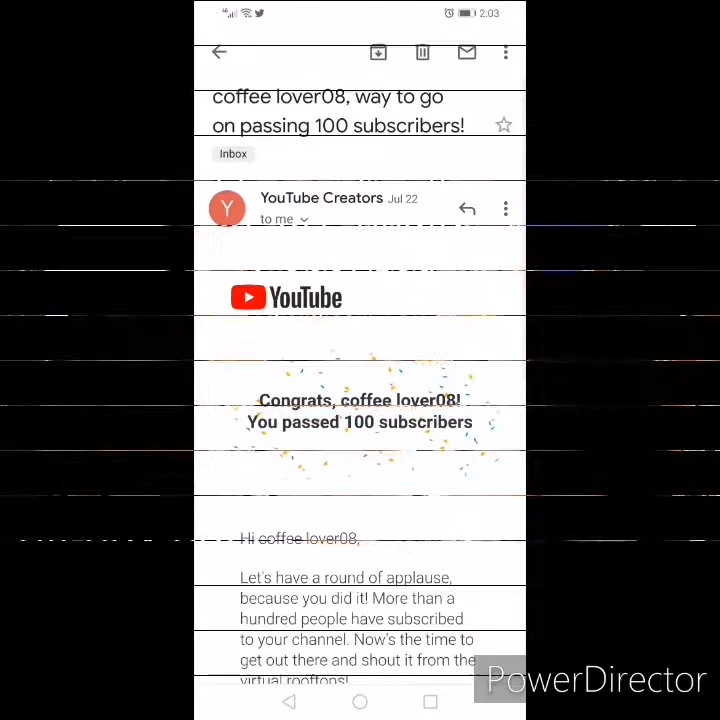 2:03
coffee lover08, way to go
on passing 100 subscribers!
Inbox
Y
YouTube Creators Jul 22
to me
YouTube
Congrats, coffee lover08!
You passed 100 subscribers
Hi coffee lover08,
Let's have a round of applause,
because you did it! More than a
hundred people have subscribed
to your channel. Now's the time to
get out there and shout it from the
virtual rooftops!
PowerDirector